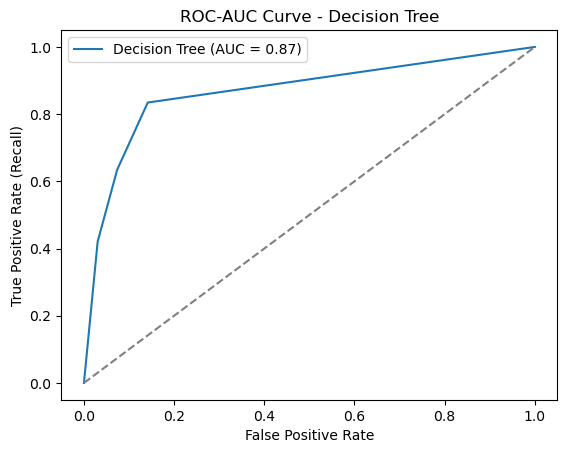 ROC-AUC Curve - Decision Tree
Decision Tree (AUC = 0.87)
True Positive Rate (Recall)
1.0
0.8
0.6
0.4
0.2
0.0
0.0 0.2 0.4 0.6 0.8 1.0
False Positive Rate